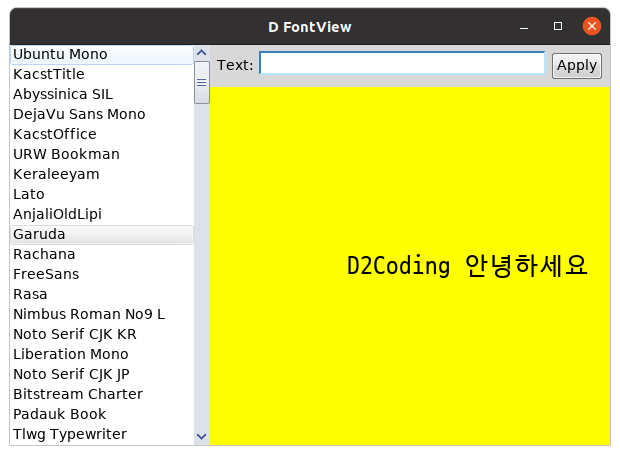 D FontView
Ubuntu Mono
KacstTitle
Abyssinica SIL
DejaVu Sans Mono
KacstOffice
URW Bookman
Keraleeyam
Lato
AnjaliOldLipi
Garuda
Rachana
FreeSans
Rasa
Nimbus Roman No9 L
Noto Serif CJK KR
Liberation Mono
Noto Serif CJK JP
Bitstream Charter
Padauk Book
Tlwg Typewriter
Text:
Apply
D2Coding 안녕하세요